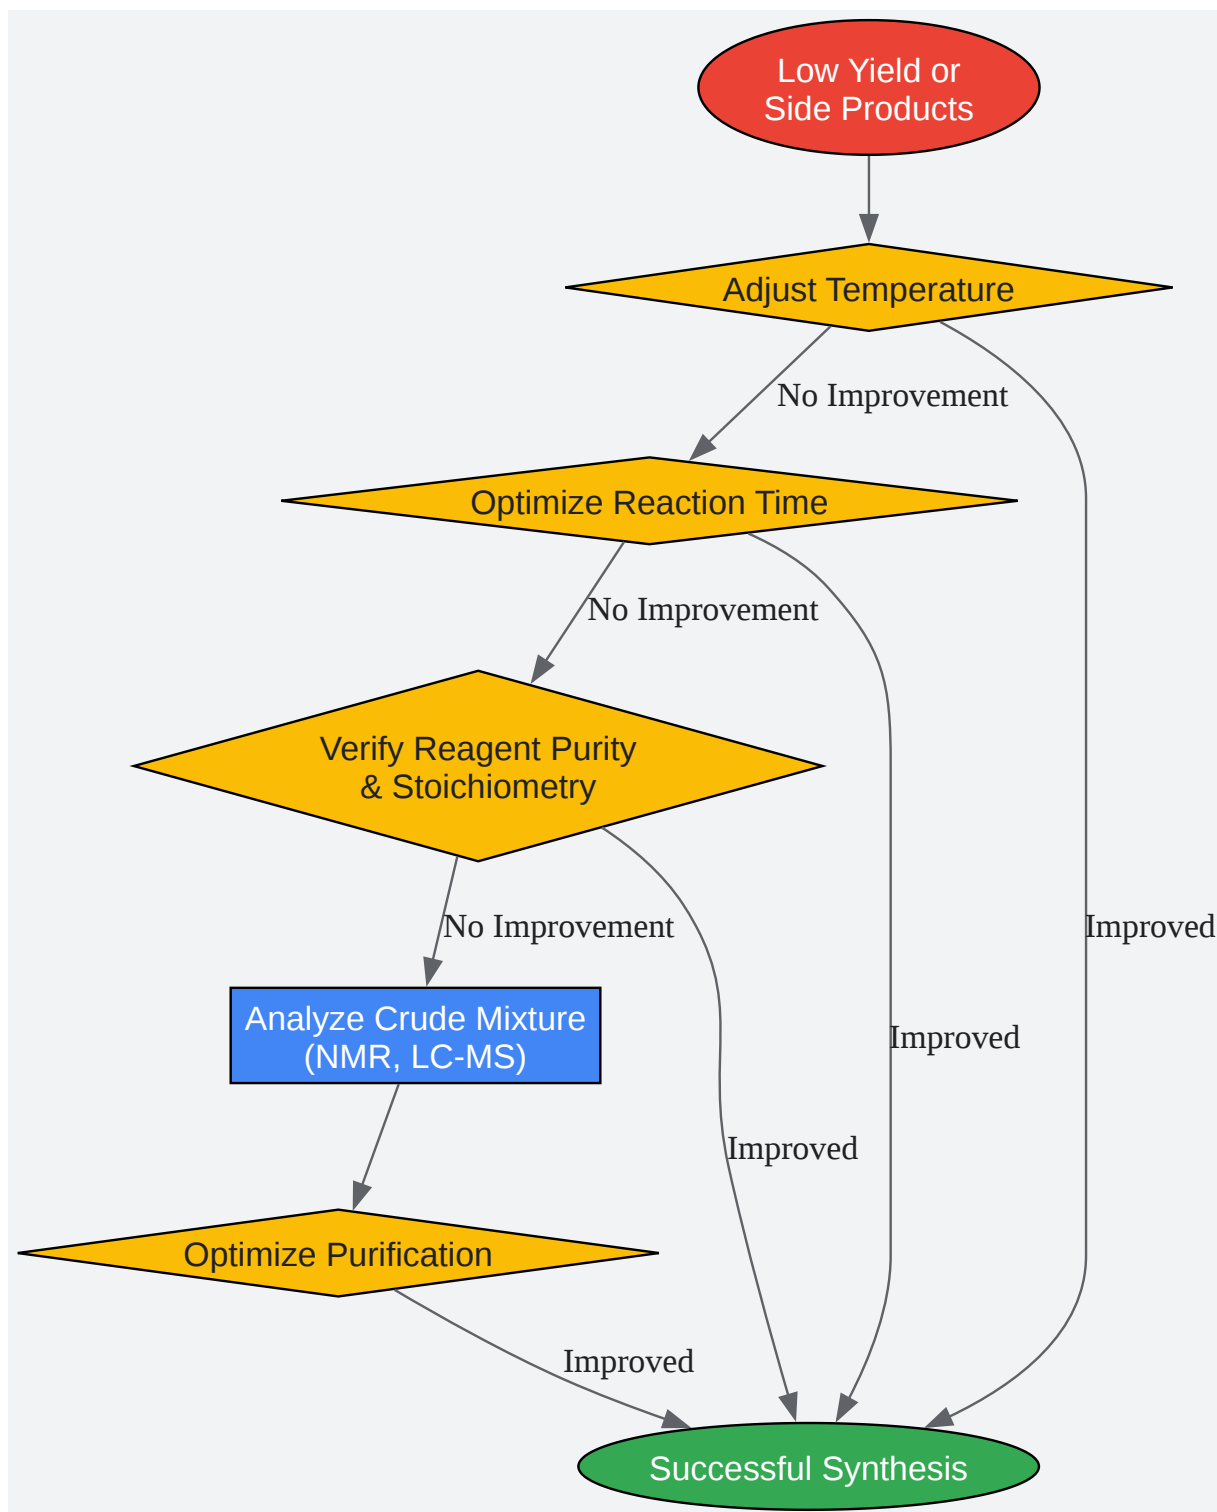 Low Yield or
Side Products
Adjust Temperature
No Improvement
Optimize Reaction Time
No Improvement
Verify Reagent Purity
& Stoichiometry
No Improvement
Improved
Analyze Crude Mixture
(NMR, LC-MS)
Improved
Improved
Optimize Purification
Improved
Successful Synthesis